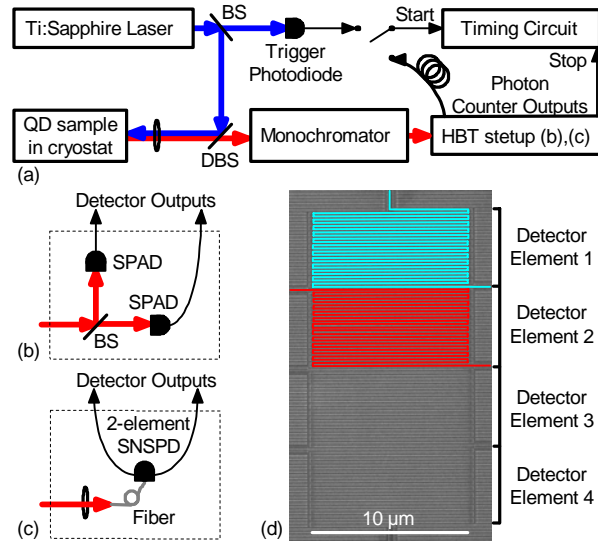 Ti:Sapphire Laser
BS
Trigger
Photodiode
Start
Timing Circuit
Stop
Photon
Counter Outputs
QD sample
in cryostat
DBS
Monochromator
HBT stetup (b),(c)
(a)
Detector Outputs
SPAD
SPAD
BS
(b)
Detector Outputs
2-element
SNSPD
Fiber
(c)
Detector
Element 1
Detector
Element 2
Detector
Element 3
Detector
Element 4
10 µm
(d)